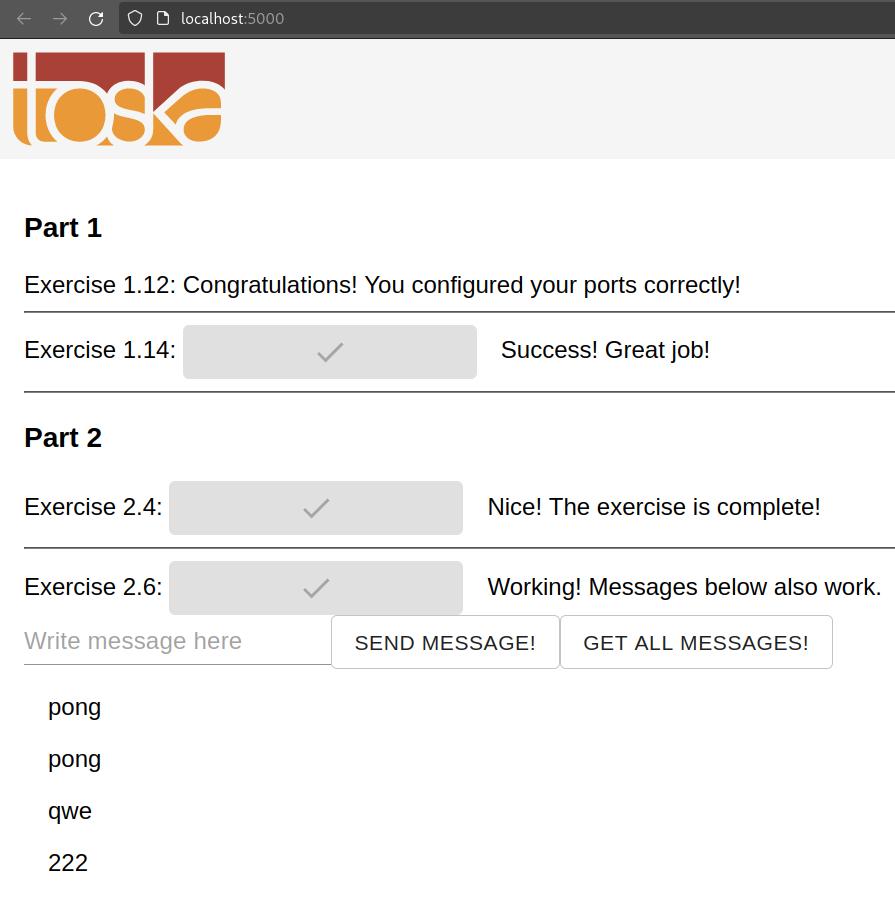 localhost:5000
toska
Part 1
Exercise 1.12: Congratulations! You configured your ports correctly!
Exercise 1.14: Success! Great job!
Part 2
Exercise 2.4: Nice! The exercise is complete!
Exercise 2.6: Working! Messages below also work.
Write message here SEND MESSAGE! GET ALL MESSAGES!
pong
pong
qwe
222